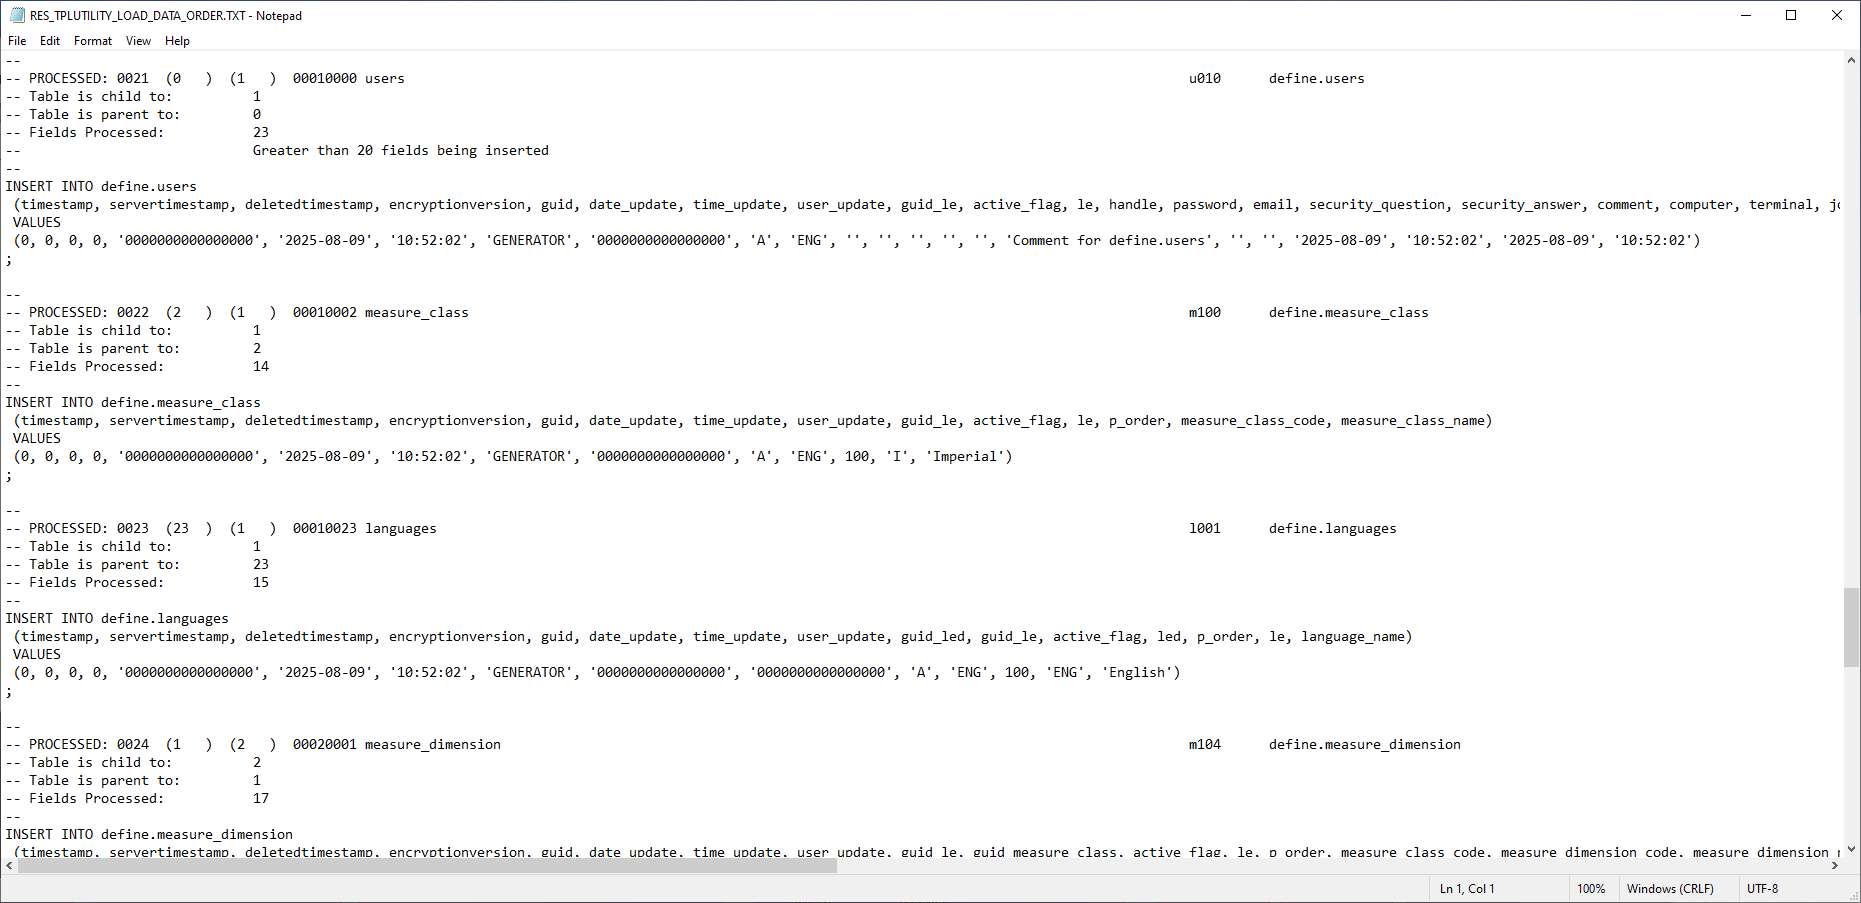 RES_TPLUTILITY_LOAD_DATA_ORDER.TXT - Notepad
File Edit Format View Help
--
-- PROCESSED: 0021  (0   )  (1   )  00010000 users                    u010      define.users
-- Table is child to:          1
-- Table is parent to:         0
-- Fields Processed:           23
--                             Greater than 20 fields being inserted
--
INSERT INTO define.users
 (timestamp, servertimestamp, deletedtimestamp, encryptionversion, guid, date_update, time_update, user_update, guid_le, active_flag, le, handle, password, email, security_question, security_answer, comment, computer, terminal,
 VALUES
 (0, 0, 0, 0, '0000000000000000', '2025-08-09', '10:52:02', 'GENERATOR', '0000000000000000', 'A', 'ENG', '', '', '', '', '', 'Comment for define.users', '', '', '2025-08-09', '10:52:02', '2025-08-09', '10:52:02')
;
--
-- PROCESSED: 0022  (2   )  (1   )  00010002 measure_class                    m100      define.measure_class
-- Table is child to:          1
-- Table is parent to:         2
-- Fields Processed:           14
--
INSERT INTO define.measure_class
 (timestamp, servertimestamp, deletedtimestamp, encryptionversion, guid, date_update, time_update, user_update, guid_le, active_flag, le, p_order, measure_class_code, measure_class_name)
 VALUES
 (0, 0, 0, 0, '0000000000000000', '2025-08-09', '10:52:02', 'GENERATOR', '0000000000000000', 'A', 'ENG', 100, 'I', 'Imperial')
;
--
-- PROCESSED: 0023  (23  )  (1   )  00010023 languages                    l001      define.languages
-- Table is child to:          1
-- Table is parent to:         23
-- Fields Processed:           15
--
INSERT INTO define.languages
 (timestamp, servertimestamp, deletedtimestamp, encryptionversion, guid, date_update, time_update, user_update, guid_led, guid_le, active_flag, led, p_order, le, language_name)
 VALUES
 (0, 0, 0, 0, '0000000000000000', '2025-08-09', '10:52:02', 'GENERATOR', '0000000000000000', '0000000000000000', 'A', 'ENG', 100, 'ENG', 'English')
;
--
-- PROCESSED: 0024  (1   )  (2   )  00020001 measure_dimension                    m104      define.measure_dimension
-- Table is child to:          2
-- Table is parent to:         1
-- Fields Processed:           17
--
INSERT INTO define.measure_dimension
 (timestamp, servertimestamp, deletedtimestamp, encryptionversion, guid, date_update, time_update, user_update, guid_le, guid_measure_class, active_flag, le, p_order, measure_class_code, measure_dimension_code,
Ln 1, Col 1 100% Windows (CRLF) UTF-8